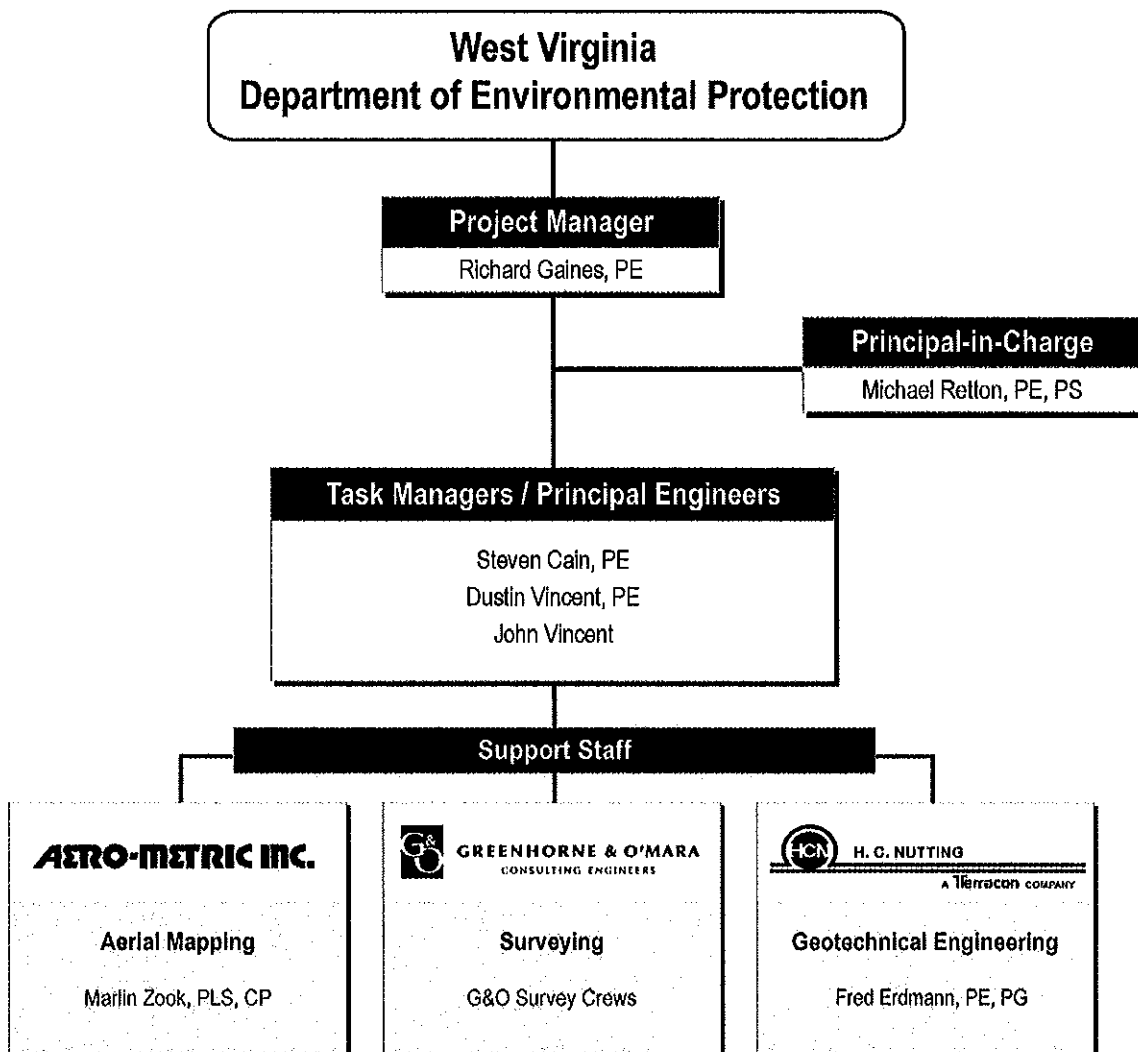 West Virginia
Department of Environmental Protection
Project Manager
Richard Gaines, PE
Principal-in-Charge
Michael Retton, PE, PS
Task Managers / Principal Engineers
Steven Cain, PE
Dustin Vincent, PE
John Vincent
Support Staff
AERO-METRIC INC.
Aerial Mapping
Marlin Zook, PLS, CP
G&O
GREENHORNE & O'MARA
CONSULTING ENGINEERS
Surveying
G&O Survey Crews
HCN
H. C. NUTTING
A Terracon COMPANY
Geotechnical Engineering
Fred Erdmann, PE, PG